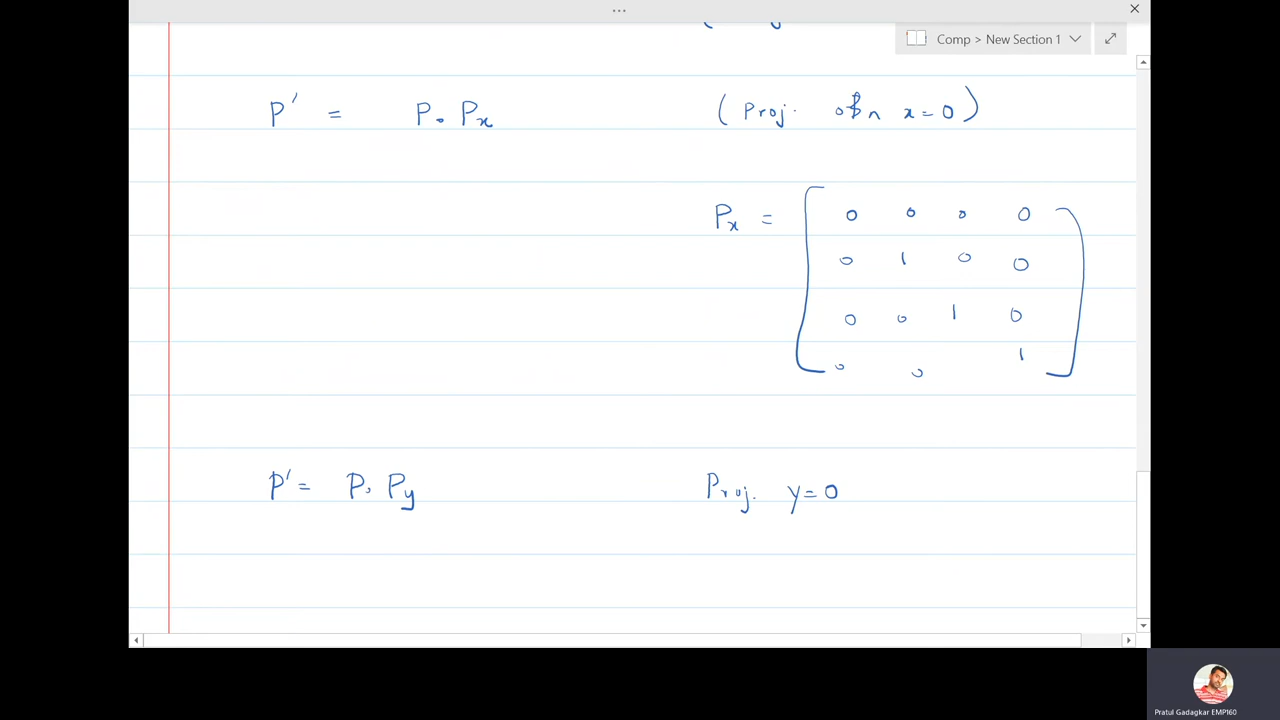 Comp > New Section 1
P' = P. Px (Proj. on x=0)
Px = [ 0 0 0 0
0 1 0 0
0 0 1 0
0 0 1 ]
P' = P. Py Proj. y=0
Pratul Gadagkar EMP160